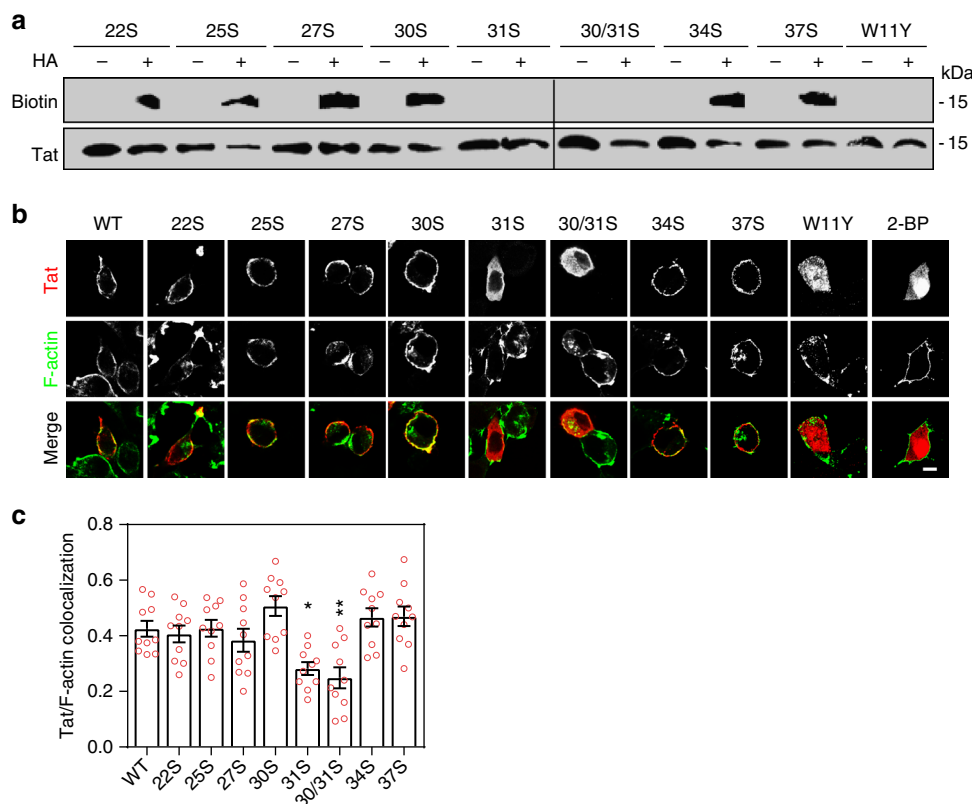 a
22S 25S 27S 30S 31S 30/31S 34S 37S W11Y
HA – + – + – + – + – + – + – + – + – + kDa
Biotin - 15
Tat - 15
b
WT 22S 25S 27S 30S 31S 30/31S 34S 37S W11Y 2-BP
Tat
F-actin
Merge
c
Tat/F-actin colocalization
0.8
0.6
0.4
0.2
0.0
* **
WT 22S 25S 27S 30S 31S 30/31S 34S 37S